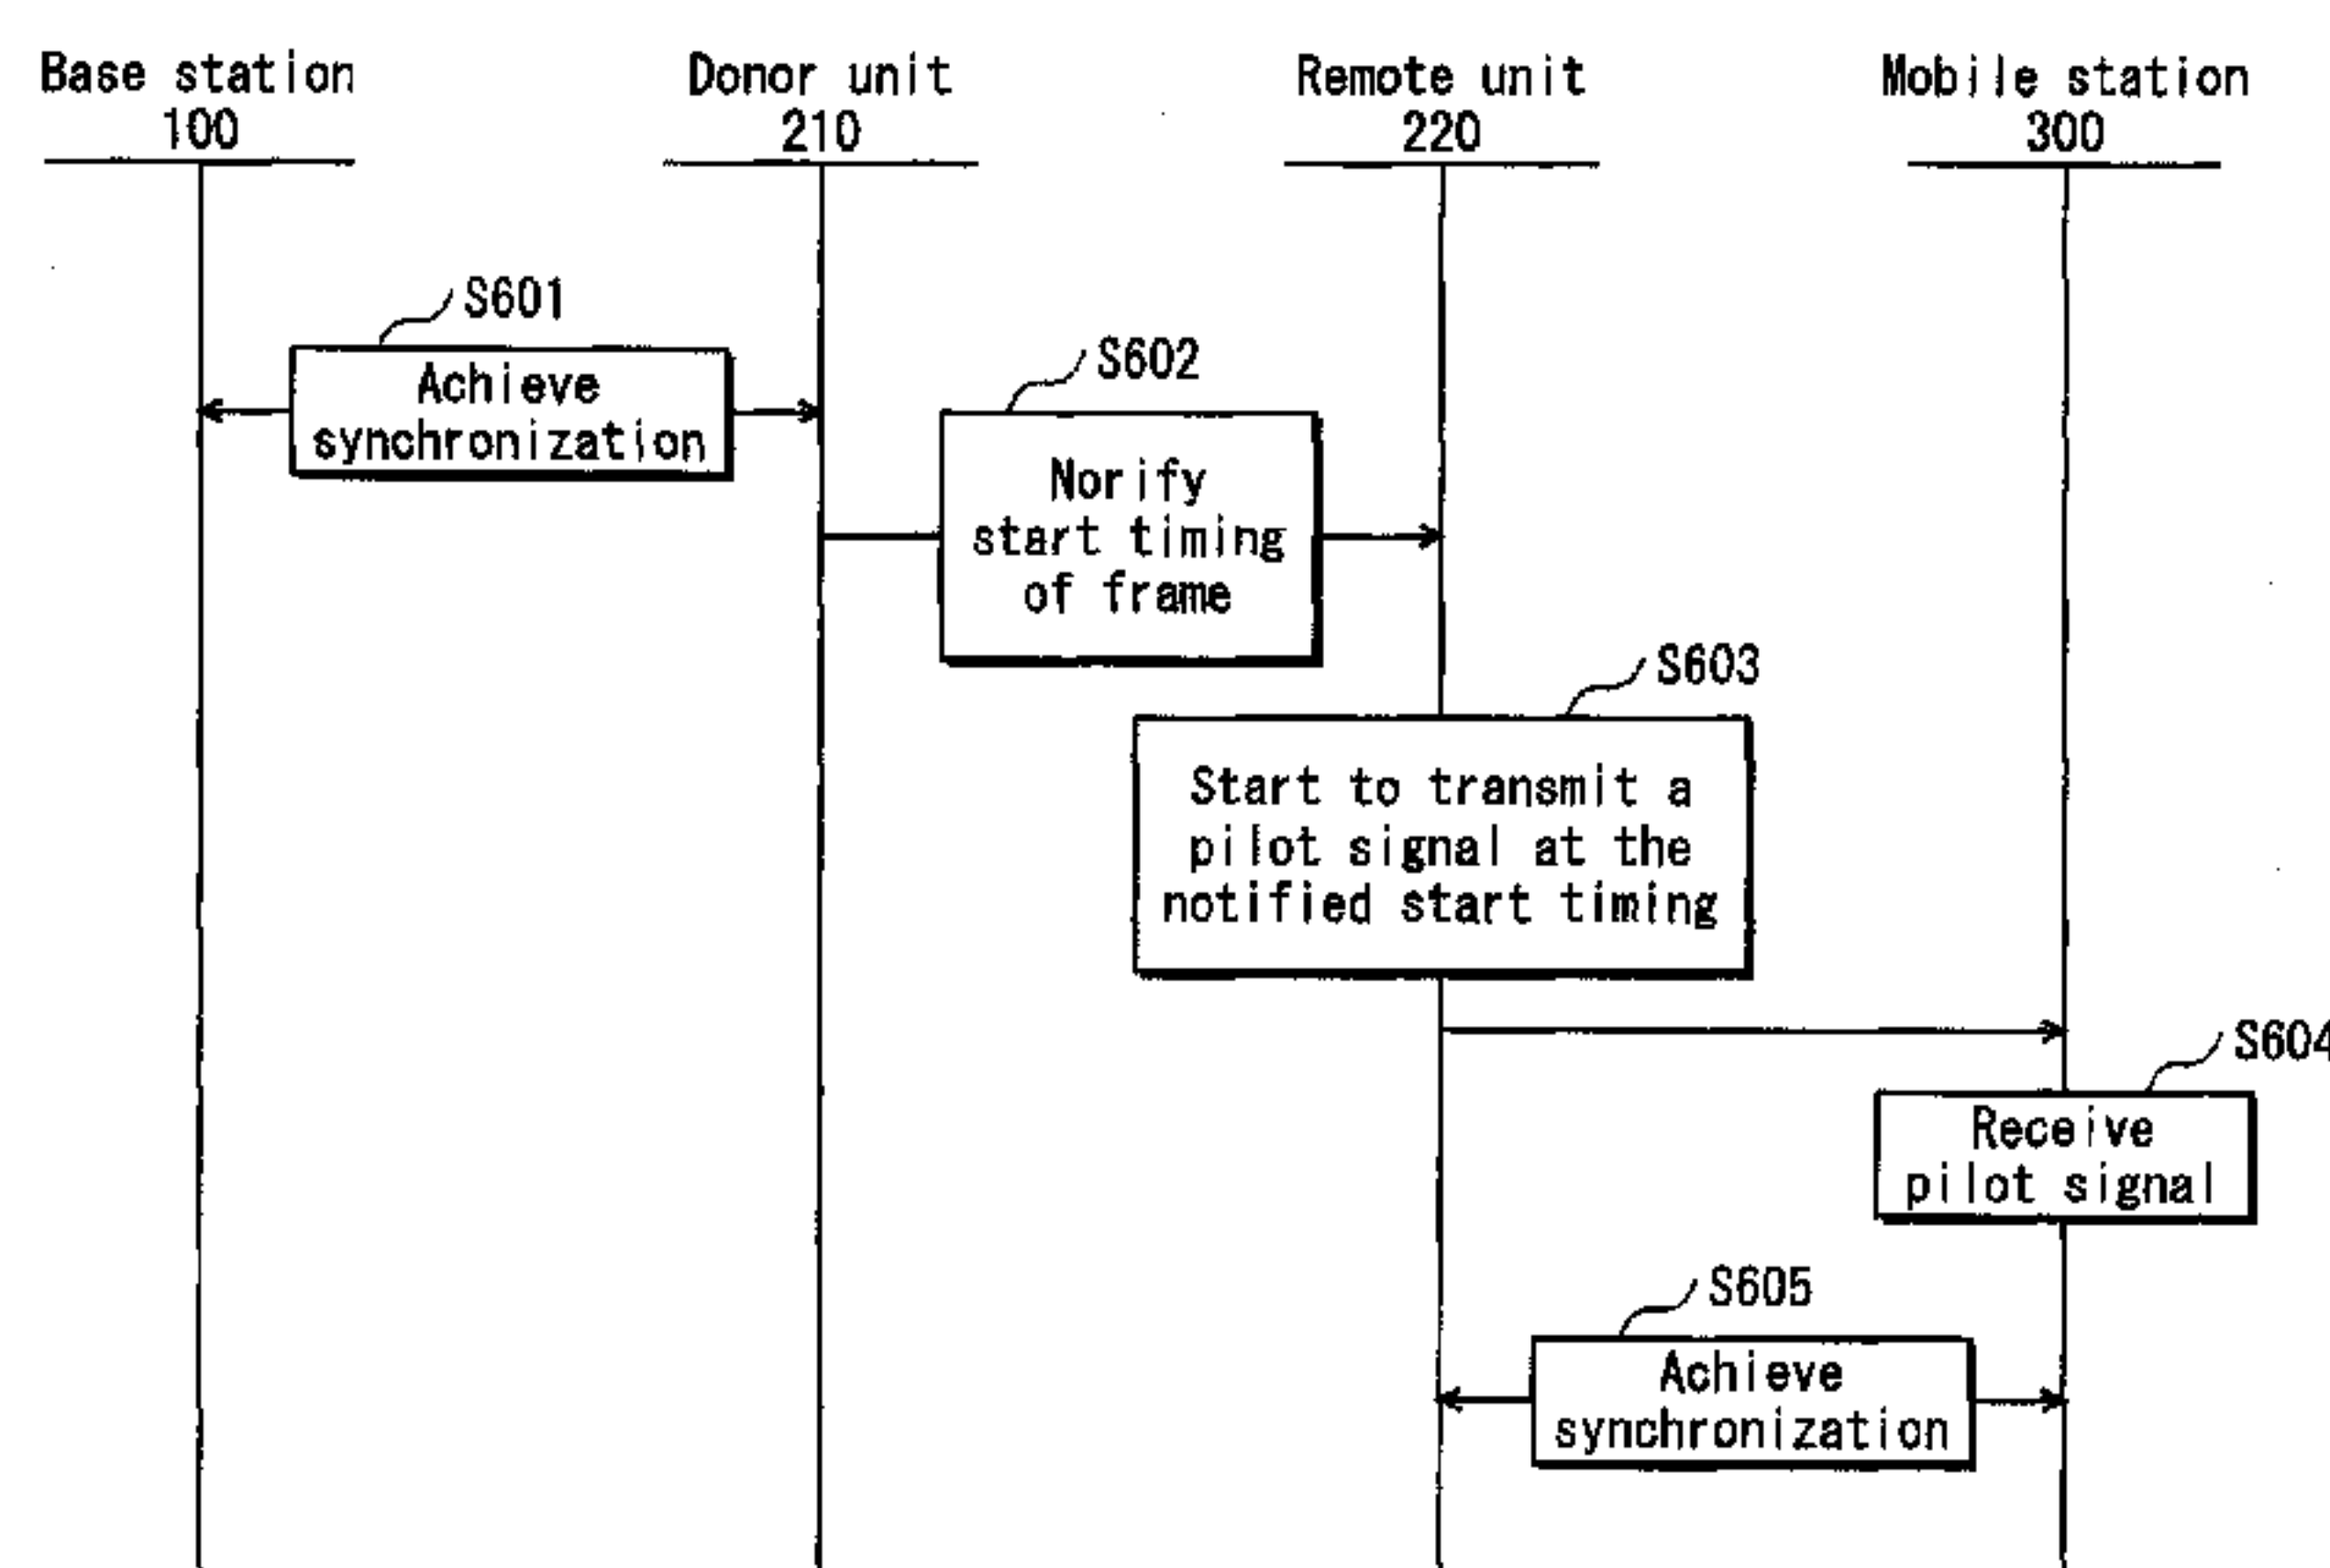 Base station
100
Donor unit
210
Remote unit
220
Mobile station
300
S601
Achieve
synchronization
S602
Norify
start timing
of frame
S603
Start to transmit a
pilot signal at the
notified start timing
S604
Receive
pilot signal
S605
Achieve
synchronization